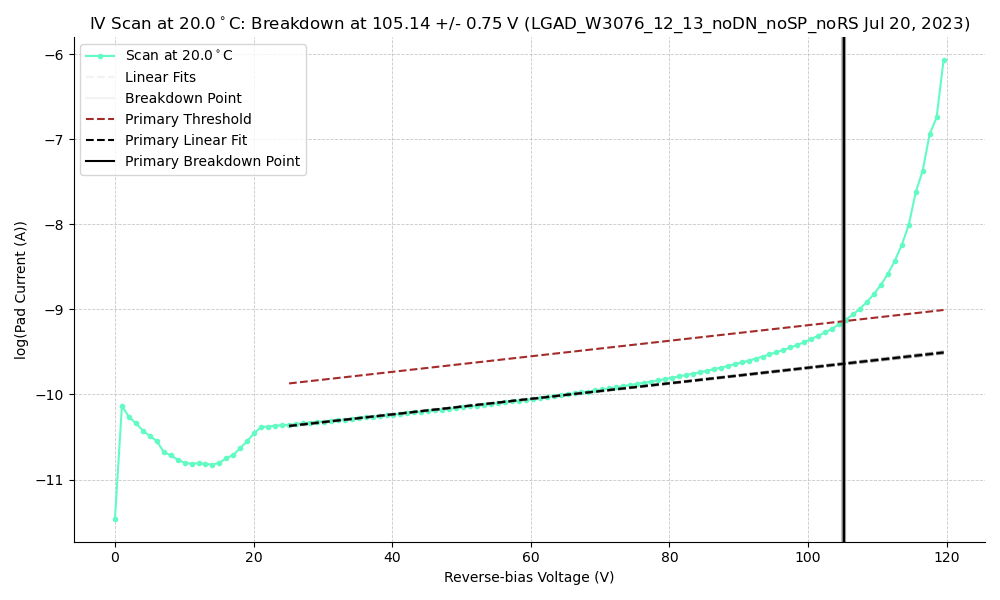 IV Scan at 20.0°C: Breakdown at 105.14 +/- 0.75 V (LGAD_W3076_12_13_noDN_noSP_noRS Jul 20, 2023)
Scan at 20.0°C
Linear Fits
Breakdown Point
Primary Threshold
Primary Linear Fit
Primary Breakdown Point
log(Pad Current (A))
−6
−7
−8
−9
−10
−11
0 20 40 60 80 100 120
Reverse-bias Voltage (V)